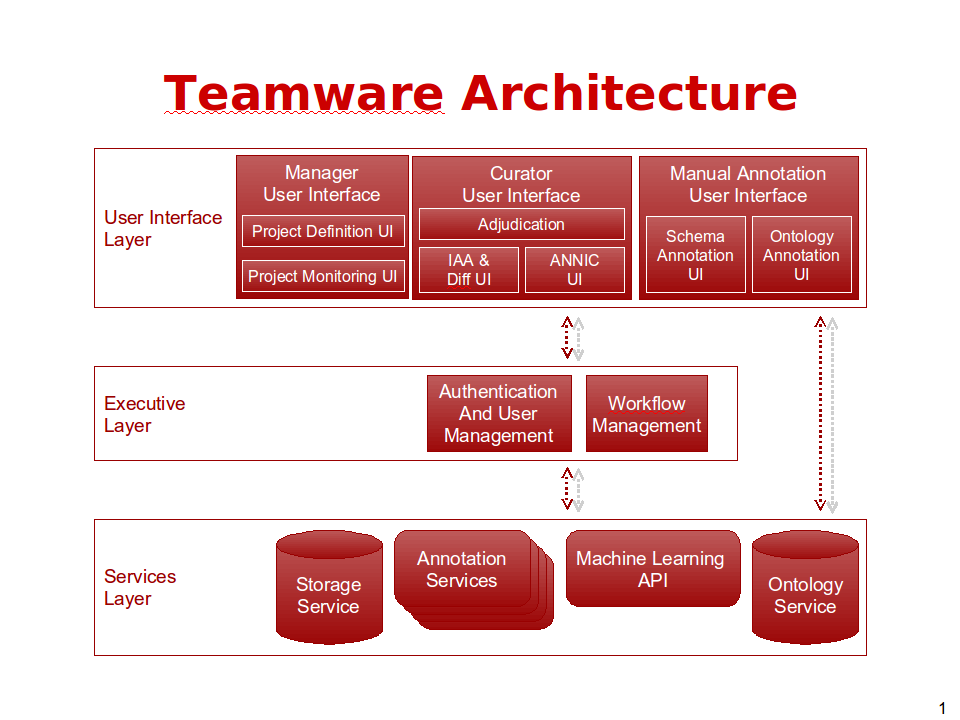 Teamware Architecture
User Interface
Layer
Manager
User Interface
Project Definition UI
Project Monitoring UI
Curator
User Interface
Adjudication
IAA &
Diff UI
ANNIC
UI
Manual Annotation
User Interface
Schema
Annotation
UI
Ontology
Annotation
UI
Executive
Layer
Authentication
And User
Management
Workflow
Management
Services
Layer
Storage
Service
Annotation
Services
Machine Learning
API
Ontology
Service
1